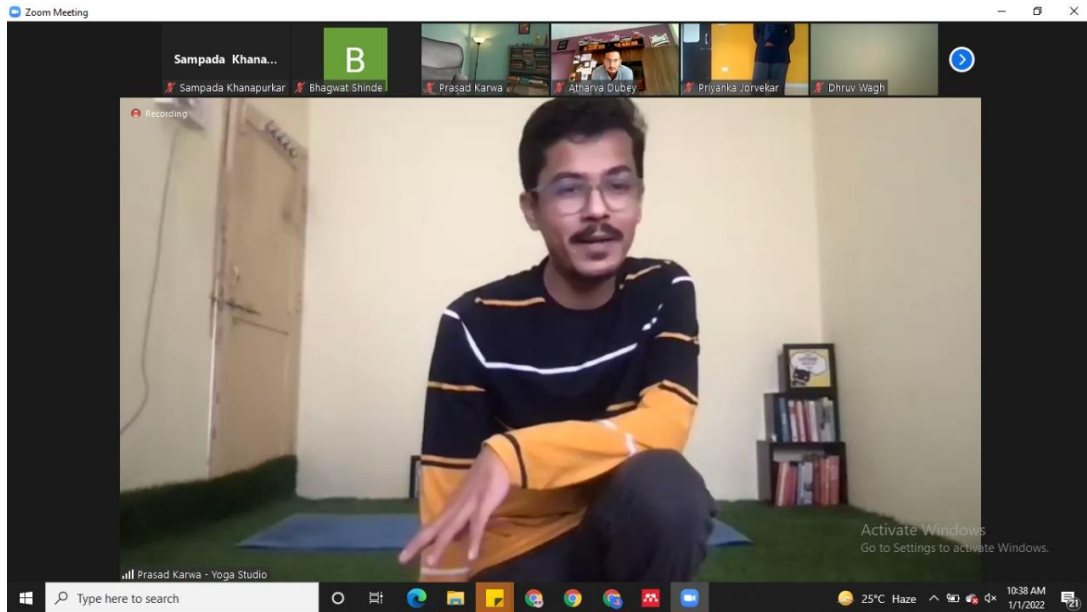 Zoom Meeting
Sampada Khana...
Sampada Khanapurkar
B
Bhagwat Shinde
Prasad Karwa
Atharva Dubey
Priyanka Jorvekar
Dhruv Wagh
Recording
Activate Windows
Go to Settings to activate Windows.
Prasad Karwa - Yoga Studio
Type here to search
25°C Haze
10:38 AM
1/1/2022
21